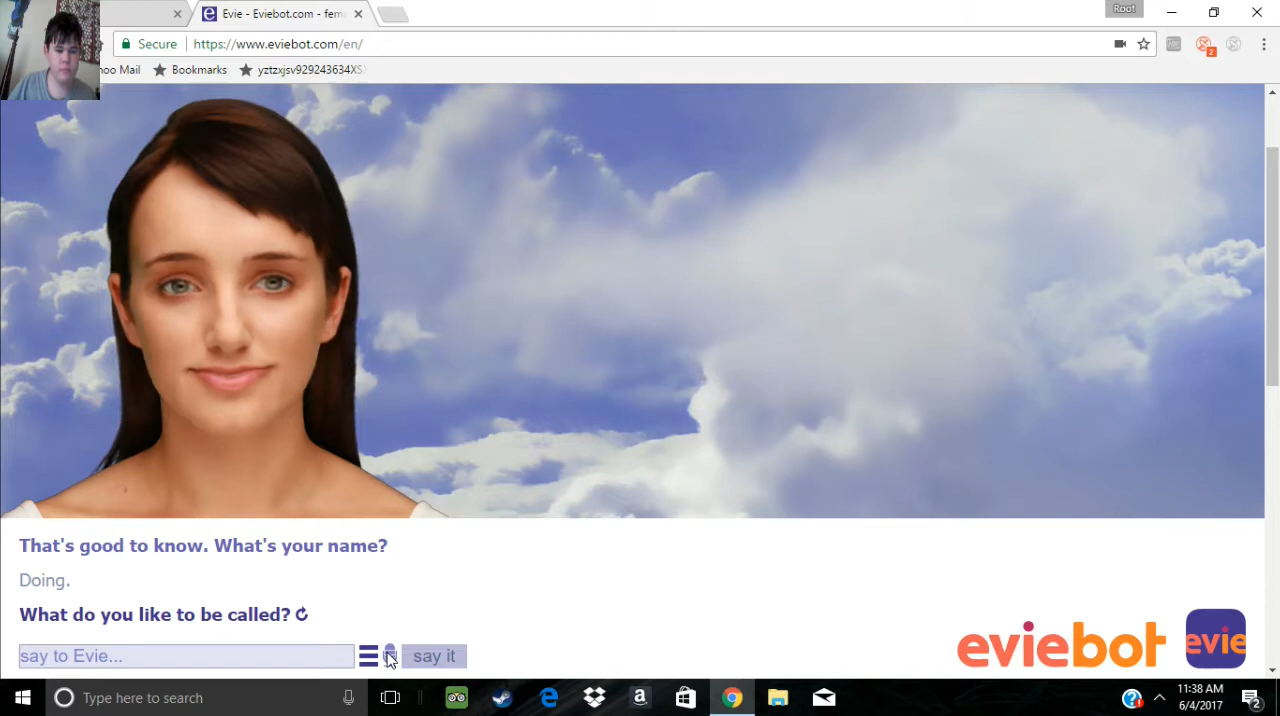 Root
Evie - Eviebot.com - fem
Secure https://www.eviebot.com/en/
hoo Mail Bookmarks yztzxjsv929243634XS
2
That's good to know. What's your name?
Doing.
What do you like to be called?
say to Evie... say it
eviebot evie
Type here to search
11:38 AM
6/4/2017
2